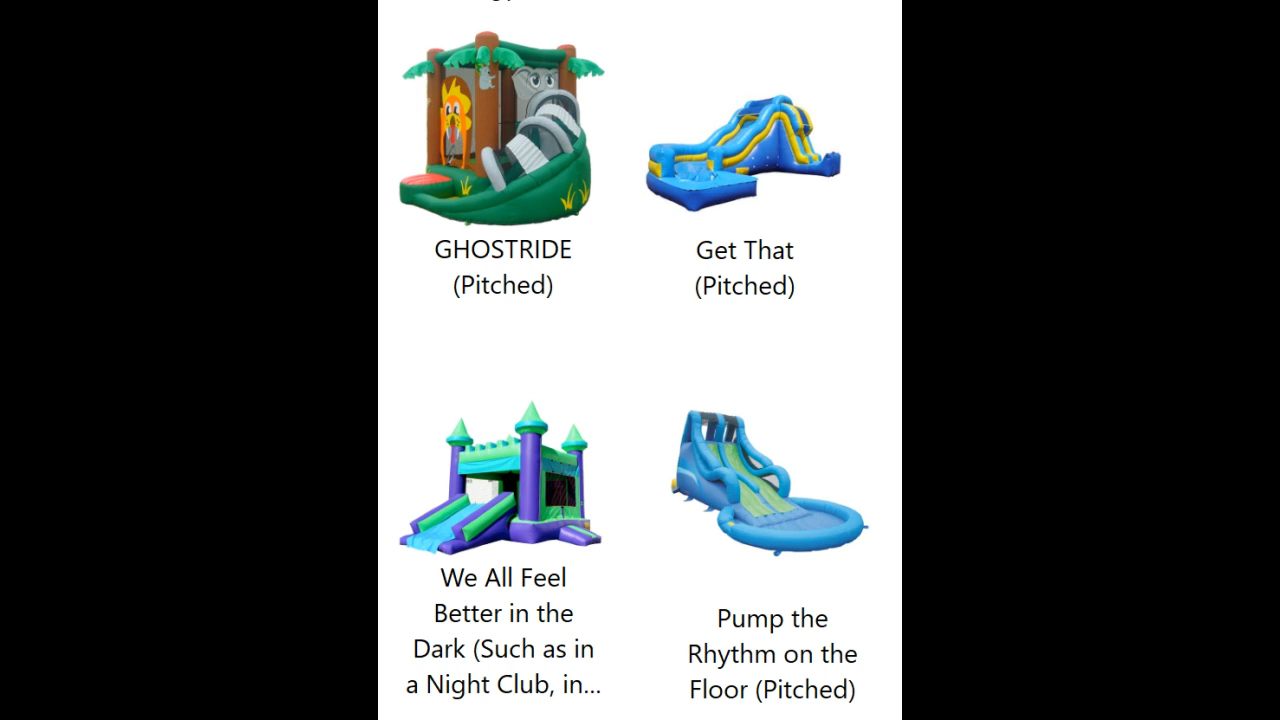 GHOSTRIDE
(Pitched)
Get That
(Pitched)
We All Feel
Better in the
Dark (Such as in
a Night Club, in...
Pump the
Rhythm on the
Floor (Pitched)